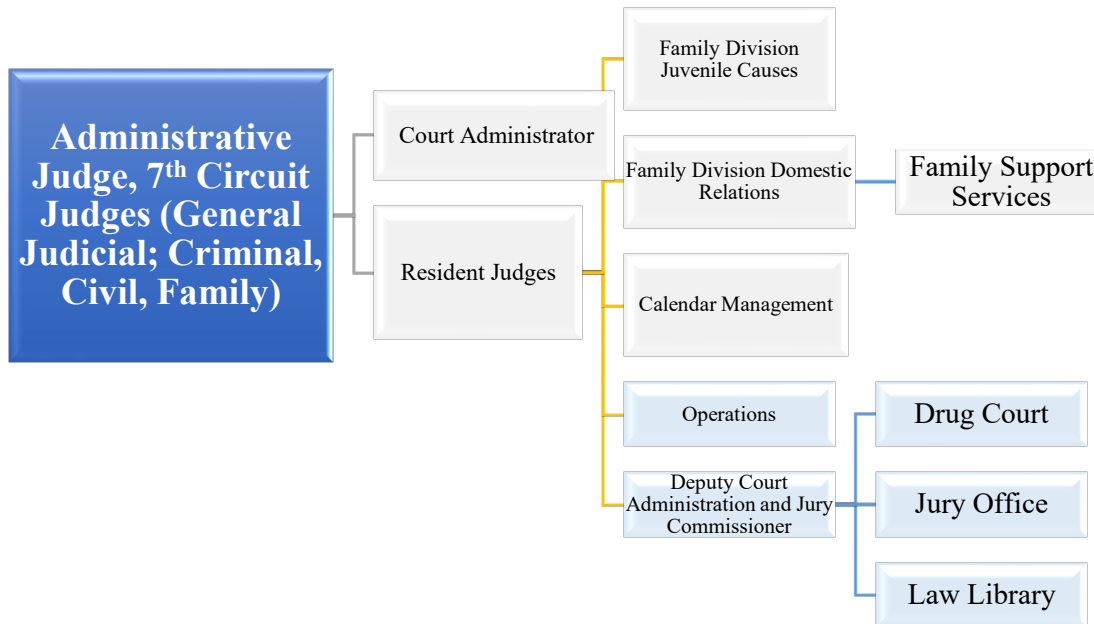 Administrative
Judge, 7th Circuit
Judges (General
Judicial; Criminal,
Civil, Family)
Court Administrator
Resident Judges
Family Division
Juvenile Causes
Family Division Domestic
Relations
Family Support
Services
Calendar Management
Operations
Deputy Court
Administration and Jury
Commissioner
Drug Court
Jury Office
Law Library